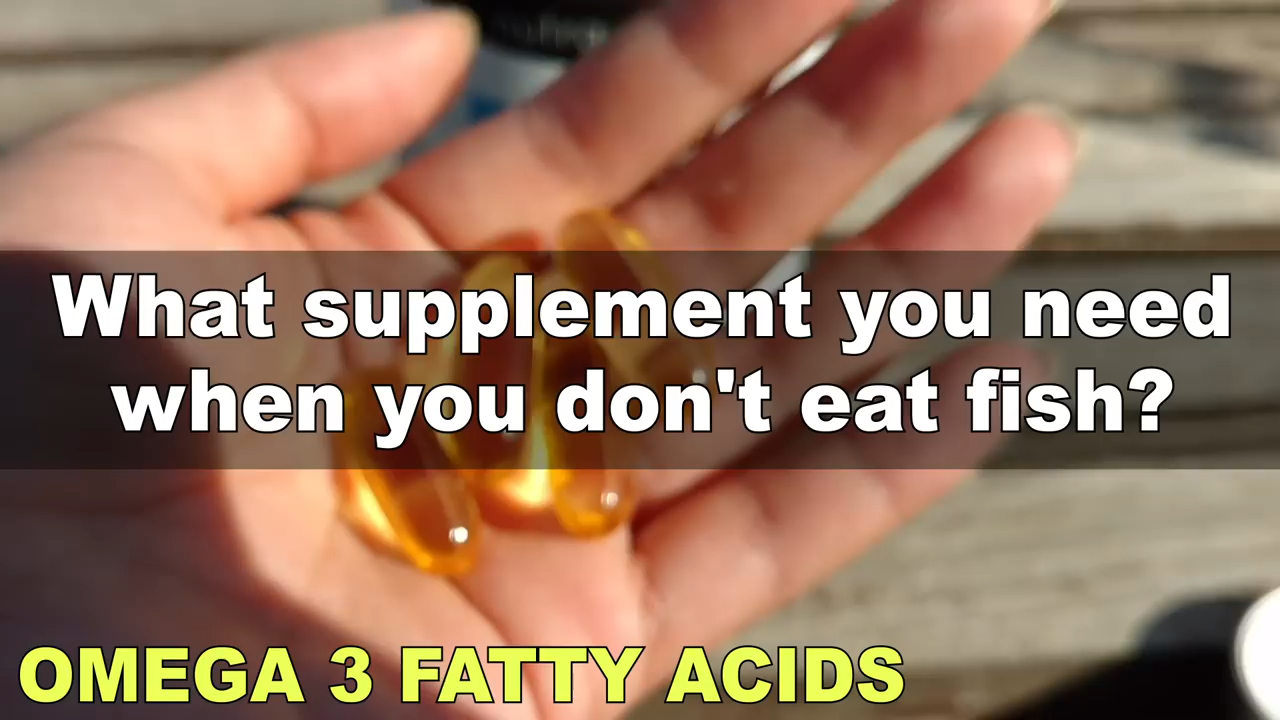 What supplement you need
when you don't eat fish?
OMEGA 3 FATTY ACIDS